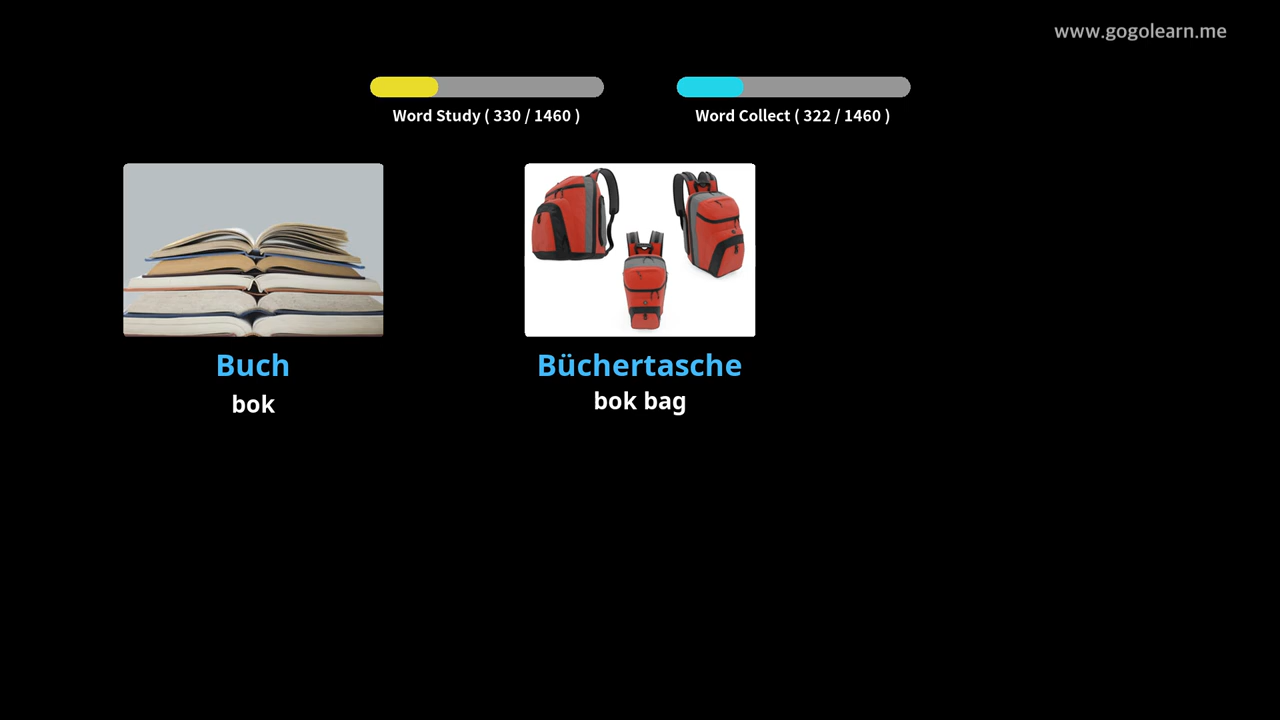 www.gogolearn.me
Word Study ( 330 / 1460 )
Word Collect ( 322 / 1460 )
Buch
bok
Büchertasche
bok bag